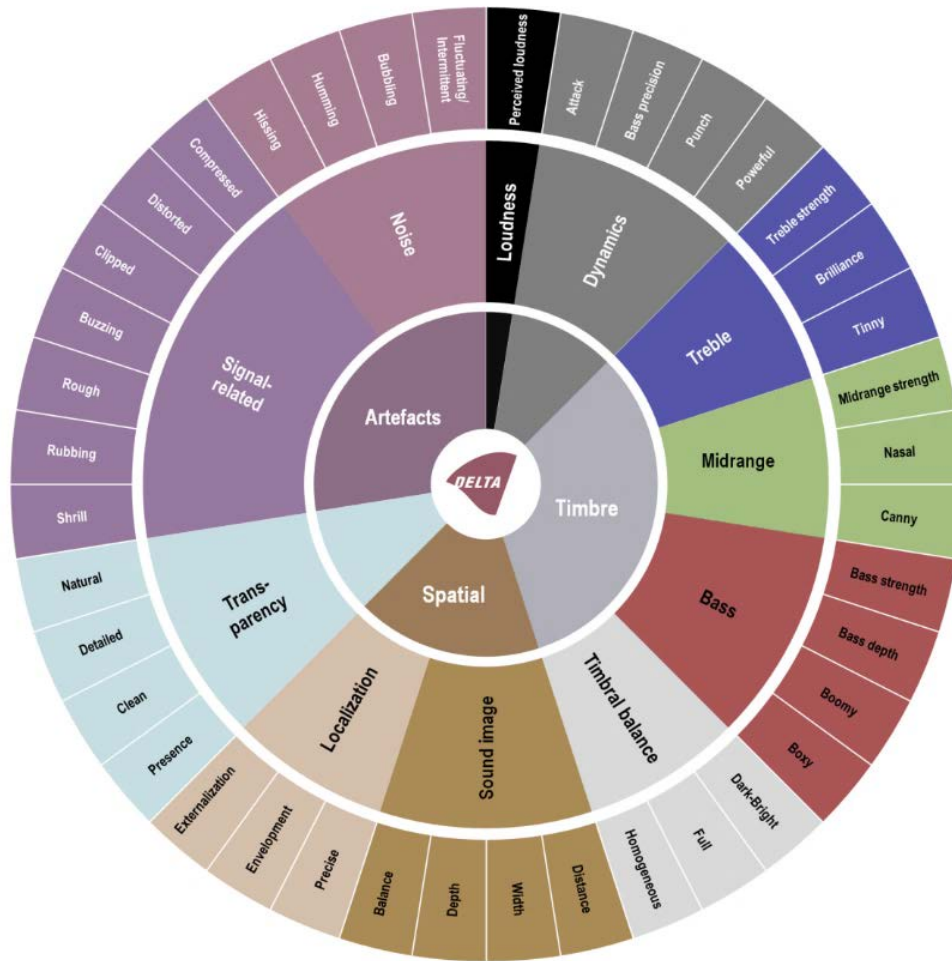 Perceived loudness
Attack
Bass precision
Punch
Powerful
Treble strength
Brilliance
Tinny
Midrange strength
Nasal
Canny
Bass strength
Bass depth
Boomy
Boxy
Dark-Bright
Full
Homogeneous
Distance
Width
Depth
Balance
Precise
Envelopment
Externalization
Presence
Clean
Detailed
Natural
Shrill
Rubbing
Rough
Buzzing
Clipped
Distorted
Compressed
Hissing
Humming
Bubbling
Fluctuating/
Intermittent
Loudness
Dynamics
Treble
Midrange
Bass
Timbral balance
Sound image
Localization
Trans-
parency
Signal-
related
Noise
Timbre
Spatial
Artefacts
DELTA